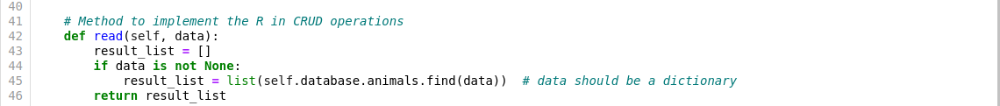 40
41     # Method to implement the R in CRUD operations
42     def read(self, data):
43         result_list = []
44         if data is not None:
45             result_list = list(self.database.animals.find(data))  # data should be a dictionary
46         return result_list